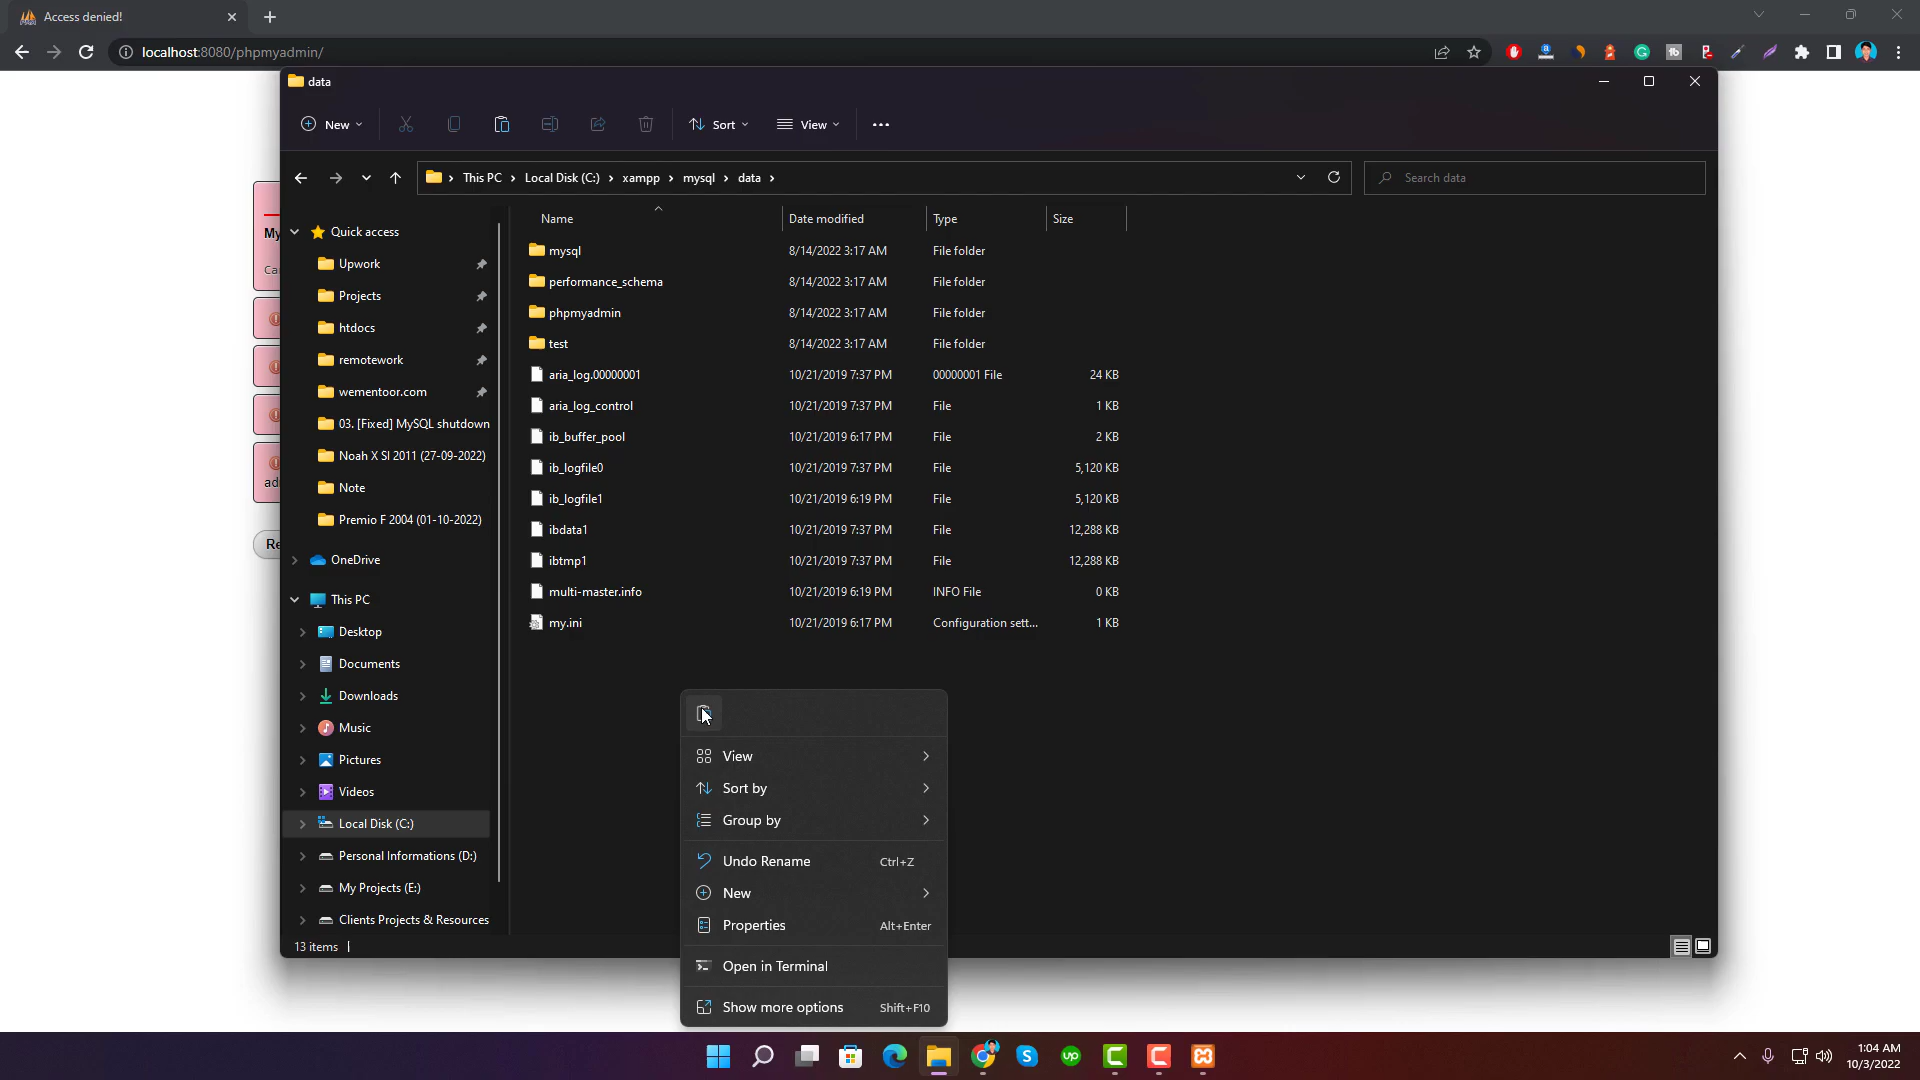 Access denied!
localhost:8080/phpmyadmin/
data
New
Sort
View
This PC
Local Disk (C:)
xampp
mysql
data
Search data
Name
Date modified
Type
Size
My
Ca
ad
Re
Quick access
Upwork
Projects
htdocs
remotework
wementoor.com
03. [Fixed] MySQL shutdown
Noah X SI 2011 (27-09-2022)
Note
Premio F 2004 (01-10-2022)
OneDrive
This PC
Desktop
Documents
Downloads
Music
Pictures
Videos
Local Disk (C:)
Personal Informations (D:)
My Projects (E:)
Clients Projects & Resources
mysql 8/14/2022 3:17 AM File folder
performance_schema 8/14/2022 3:17 AM File folder
phpmyadmin 8/14/2022 3:17 AM File folder
test 8/14/2022 3:17 AM File folder
aria_log.00000001 10/21/2019 7:37 PM 00000001 File 24 KB
aria_log_control 10/21/2019 7:37 PM File 1 KB
ib_buffer_pool 10/21/2019 6:17 PM File 2 KB
ib_logfile0 10/21/2019 7:37 PM File 5,120 KB
ib_logfile1 10/21/2019 6:19 PM File 5,120 KB
ibdata1 10/21/2019 7:37 PM File 12,288 KB
ibtmp1 10/21/2019 7:37 PM File 12,288 KB
multi-master.info 10/21/2019 6:19 PM INFO File 0 KB
my.ini 10/21/2019 6:17 PM Configuration sett... 1 KB
View
Sort by
Group by
Undo Rename Ctrl+Z
New
Properties Alt+Enter
Open in Terminal
Show more options Shift+F10
13 items
1:04 AM
10/3/2022